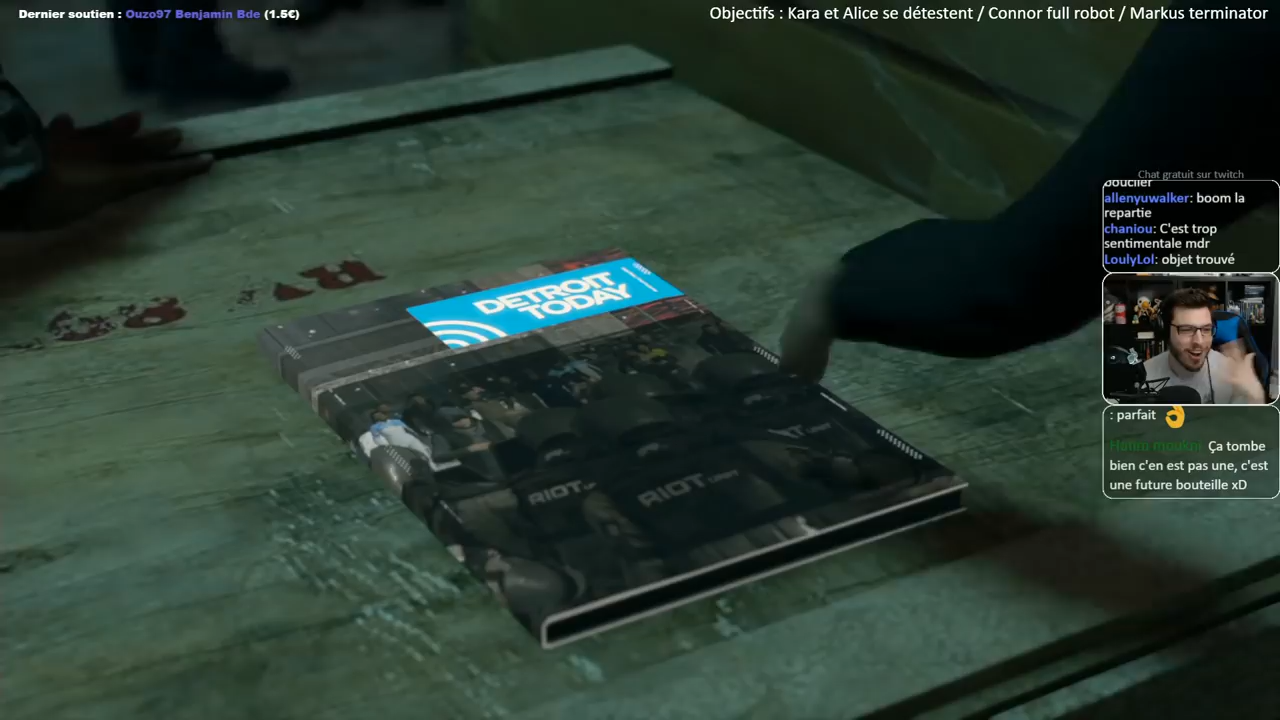 Dernier soutien : Ouzo97 Benjamin Bde (1.5€)
Objectifs : Kara et Alice se détestent / Connor full robot / Markus terminator
Chat gratuit sur twitch
bouclier
allenyuwalker: boom la
repartie
chaniou: C'est trop
sentimentale mdr
LoulyLol: objet trouvé
: parfait 👌
Ça tombe
bien c'en est pas une, c'est
une future bouteille xD
DETROIT
TODAY
RIOT
RIOT